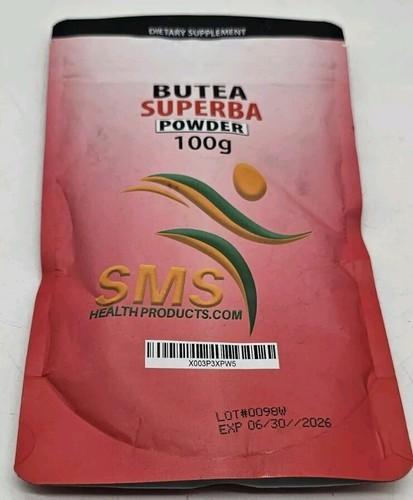 DIETARY SUPPLEMENT
BUTEA
SUPERBA
POWDER
100g
SMS
HEALTH PRODUCTS.COM
X003P3XPW5
LOT#0098W
EXP 06/30//2026